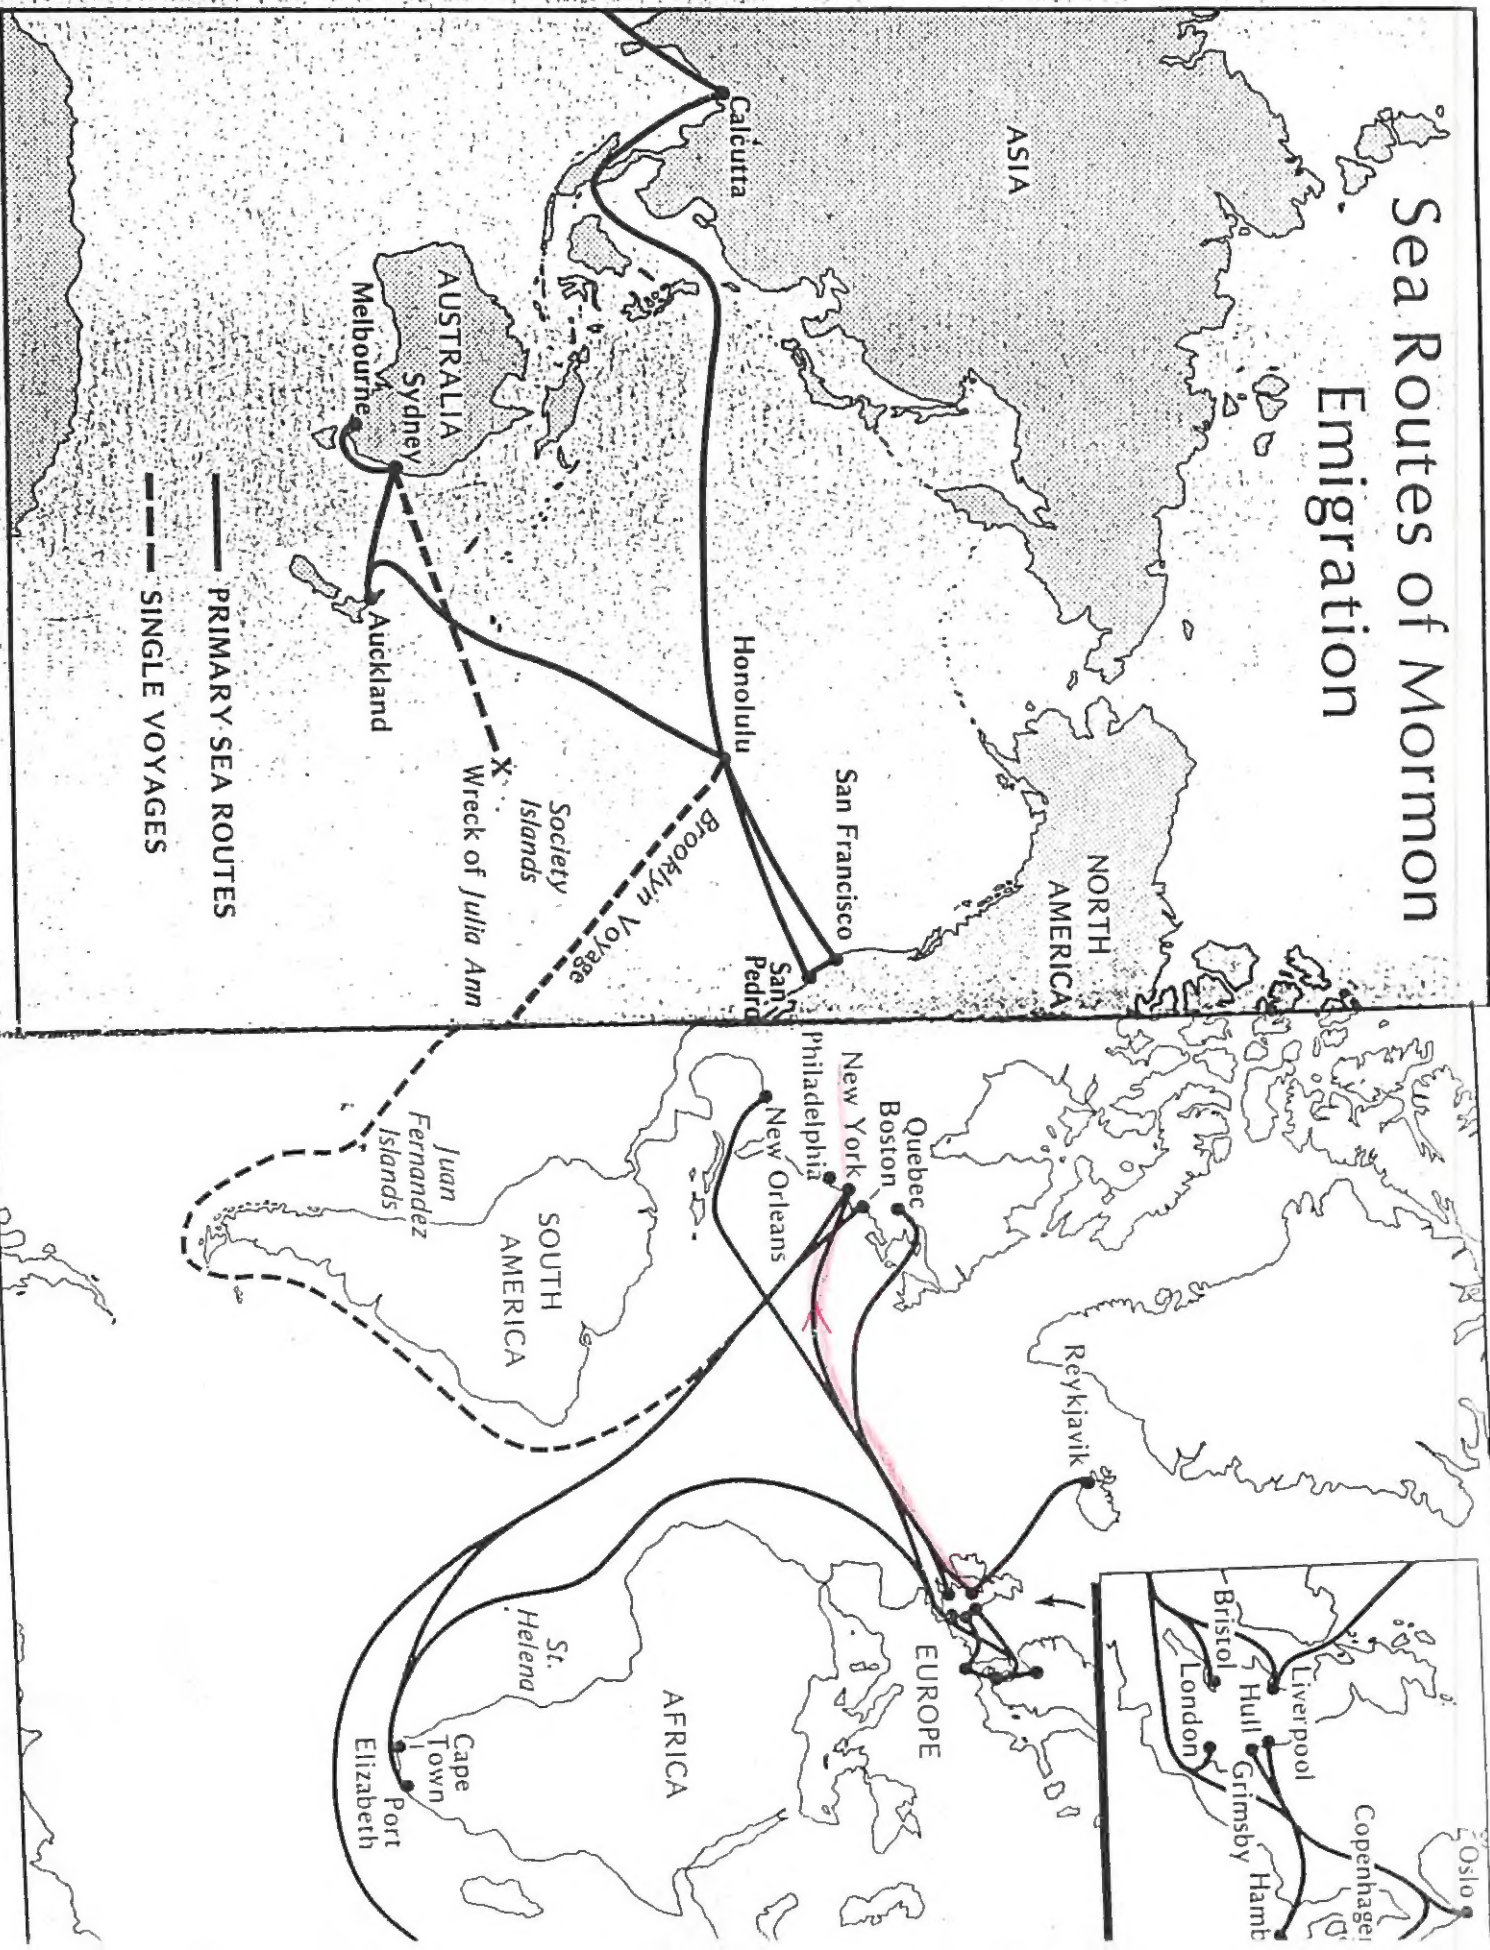 Sea Routes of Mormon
Emigration
ASIA
Calcutta
NORTH
AMERICA
San Francisco
San
Pedro
Honolulu
Brooklyn Voyage
Society
Islands
Wreck of Julia Ann
X
AUSTRALIA
Sydney
Melbourne
Auckland
PRIMARY SEA ROUTES
SINGLE VOYAGES
Quebec
Boston
New York
Philadelphia
New Orleans
Reykjavik
Juan
Fernandez
Islands
SOUTH
AMERICA
EUROPE
AFRICA
St.
Helena
Cape
Town
Port
Elizabeth
Oslo
Copenhage
Liverpool
Hull
Grimsby
Hamb
Bristol
London